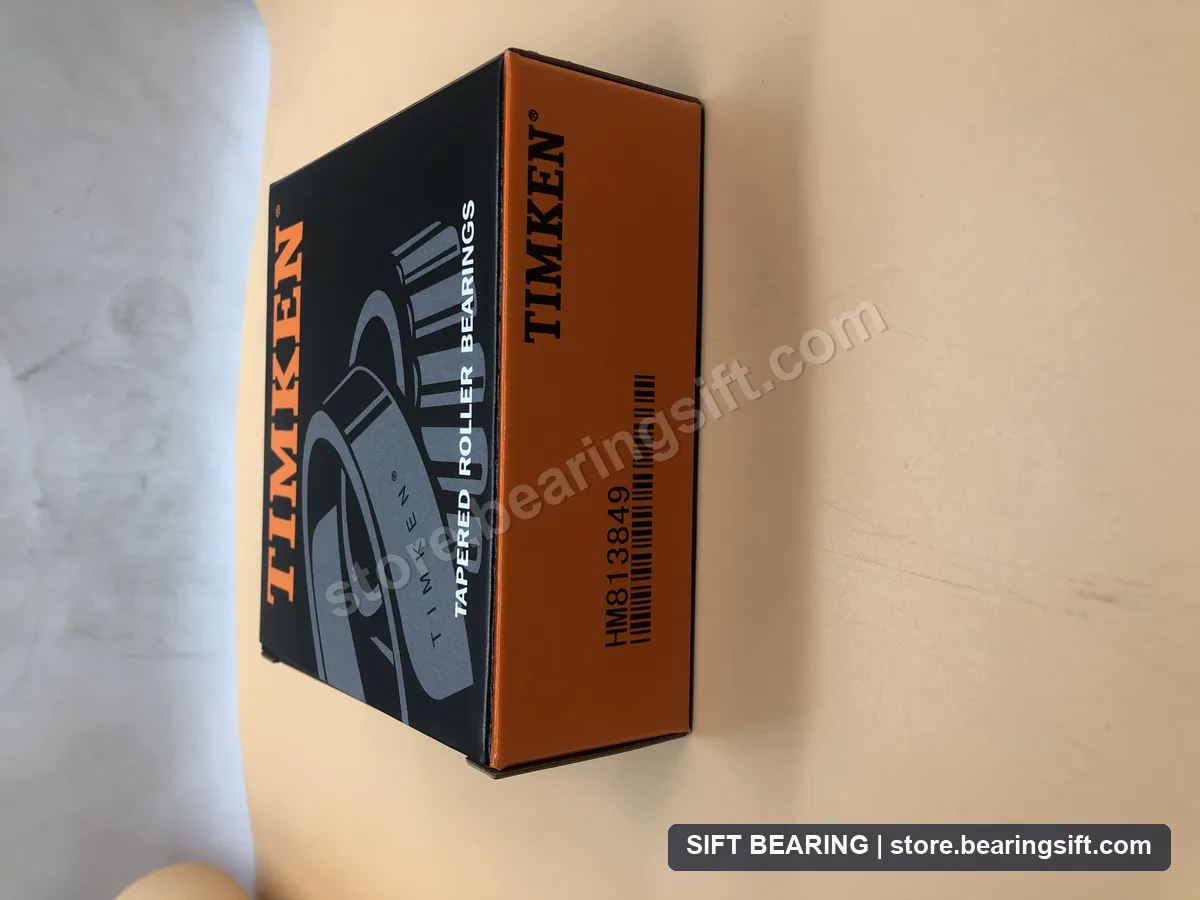 TIMKEN®
TIMKEN®
TAPERED ROLLER BEARINGS
TIMKEN®
HM813849
store.bearingsift.com
SIFT BEARING | store.bearingsift.com